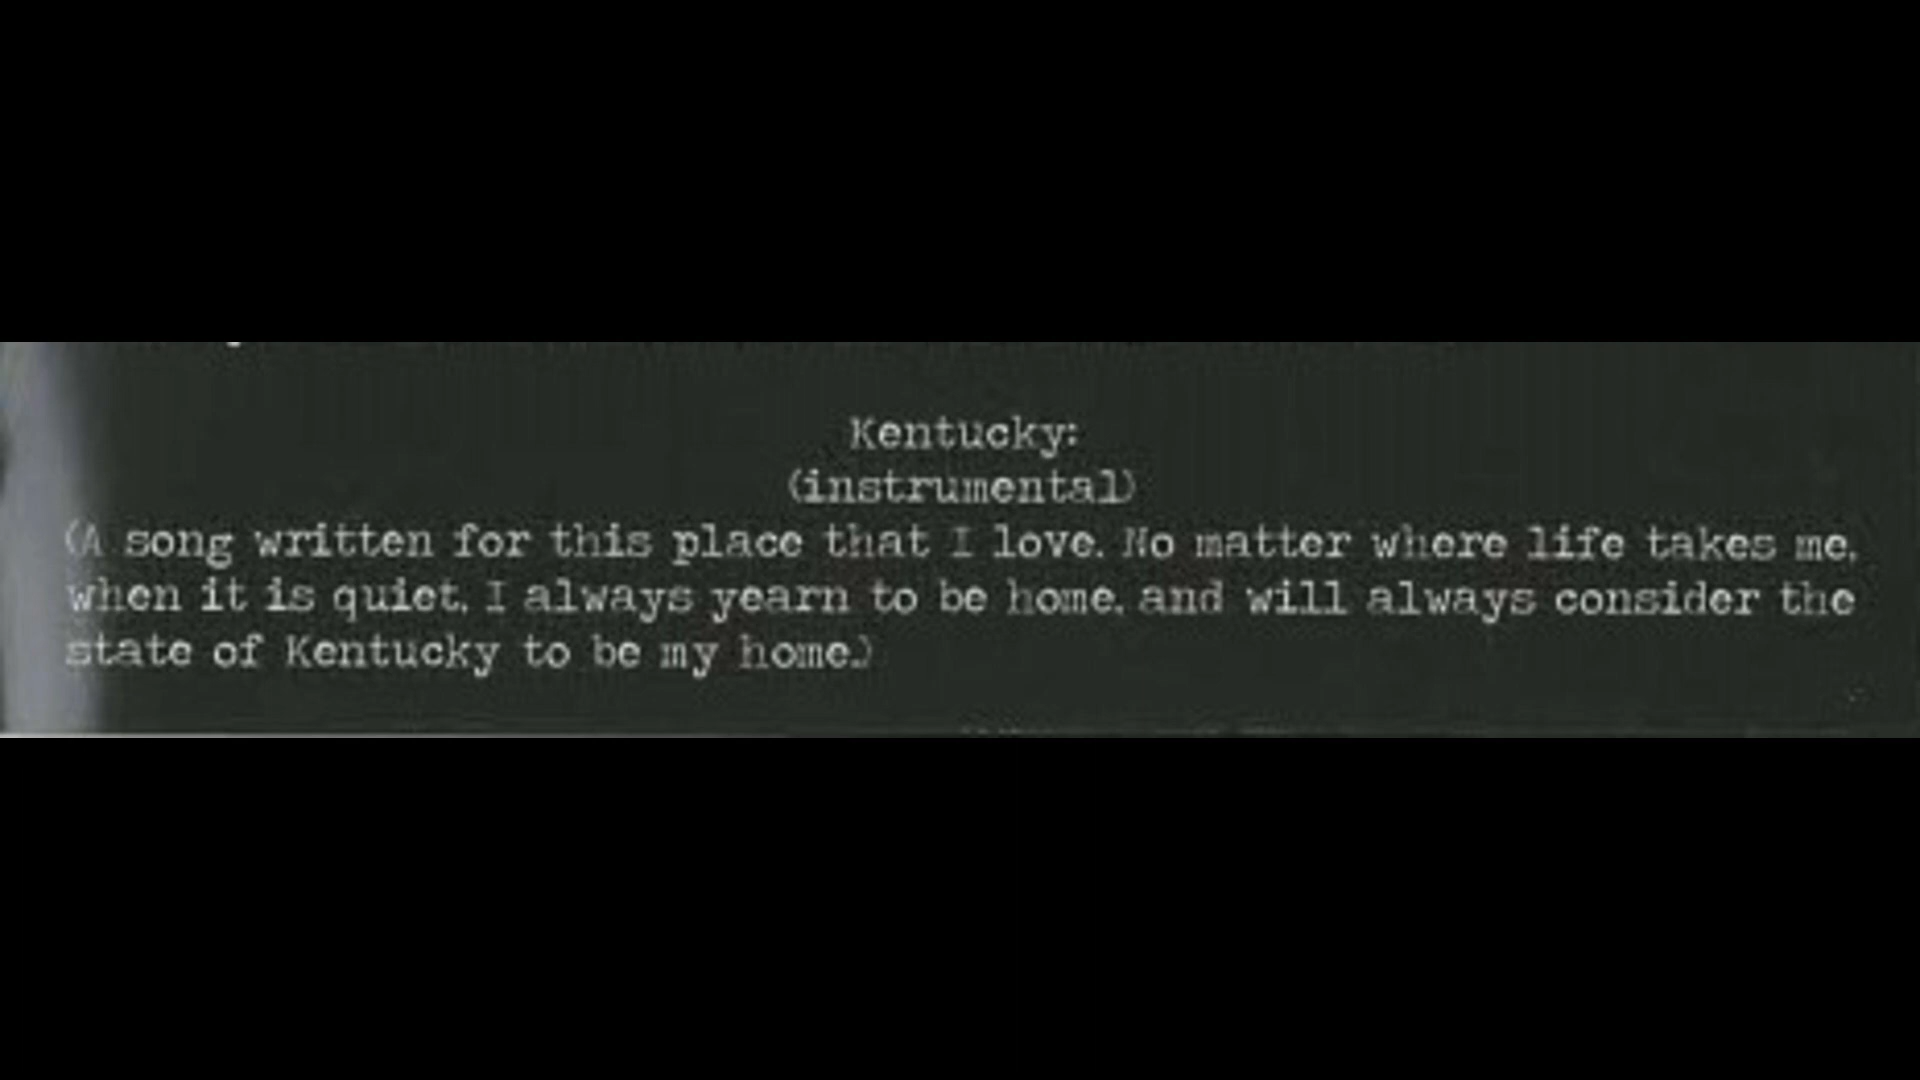 Kentucky:
(instrumental)
(A song written for this place that I love. No matter where life takes me,
when it is quiet, I always yearn to be home, and will always consider the
state of Kentucky to be my home.)